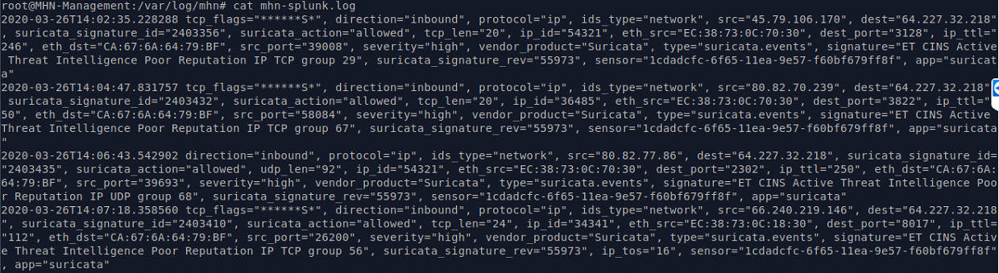 root@MHN-Management:/var/log/mhn# cat mhn-splunk.log
2020-03-26T14:02:35.228288 tcp_flags="******S*", direction="inbound", protocol="ip", ids_type="network", src="45.79.106.170", dest="64.227.32.218"
, suricata_signature_id="2403356", suricata_action="allowed", tcp_len="20", ip_id="54321", eth_src="EC:38:73:0C:70:30", dest_port="3128", ip_ttl=
"246", eth_dst="CA:67:6A:64:79:BF", src_port="39008", severity="high", vendor_product="Suricata", type="suricata.events", signature="ET CINS Active
 Threat Intelligence Poor Reputation IP TCP group 29", suricata_signature_rev="55973", sensor="1cdadcfc-6f65-11ea-9e57-f60bf679ff8f", app="suricat
a"
2020-03-26T14:04:47.831757 tcp_flags="******S*", direction="inbound", protocol="ip", ids_type="network", src="80.82.70.239", dest="64.227.32.218",
 suricata_signature_id="2403432", suricata_action="allowed", tcp_len="20", ip_id="36485", eth_src="EC:38:73:0C:70:30", dest_port="3822", ip_ttl="2
50", eth_dst="CA:67:6A:64:79:BF", src_port="58084", severity="high", vendor_product="Suricata", type="suricata.events", signature="ET CINS Active
Threat Intelligence Poor Reputation IP TCP group 67", suricata_signature_rev="55973", sensor="1cdadcfc-6f65-11ea-9e57-f60bf679ff8f", app="suricata
"
2020-03-26T14:06:43.542902 direction="inbound", protocol="ip", ids_type="network", src="80.82.77.86", dest="64.227.32.218", suricata_signature_id=
"2403435", suricata_action="allowed", udp_len="92", ip_id="54321", eth_src="EC:38:73:0C:70:30", dest_port="2302", ip_ttl="250", eth_dst="CA:67:6A:
64:79:BF", src_port="39693", severity="high", vendor_product="Suricata", type="suricata.events", signature="ET CINS Active Threat Intelligence Poo
r Reputation IP UDP group 68", suricata_signature_rev="55973", sensor="1cdadcfc-6f65-11ea-9e57-f60bf679ff8f", app="suricata"
2020-03-26T14:07:18.358560 tcp_flags="******S*", direction="inbound", protocol="ip", ids_type="network", src="66.240.219.146", dest="64.227.32.218
", suricata_signature_id="2403410", suricata_action="allowed", tcp_len="24", ip_id="34341", eth_src="EC:38:73:0C:18:30", dest_port="8017", ip_ttl=
"112", eth_dst="CA:67:6A:64:79:BF", src_port="26200", severity="high", vendor_product="Suricata", type="suricata.events", signature="ET CINS Activ
e Threat Intelligence Poor Reputation IP TCP group 56", suricata_signature_rev="55973", ip_tos="16", sensor="1cdadcfc-6f65-11ea-9e57-f60bf679ff8f"
, app="suricata"